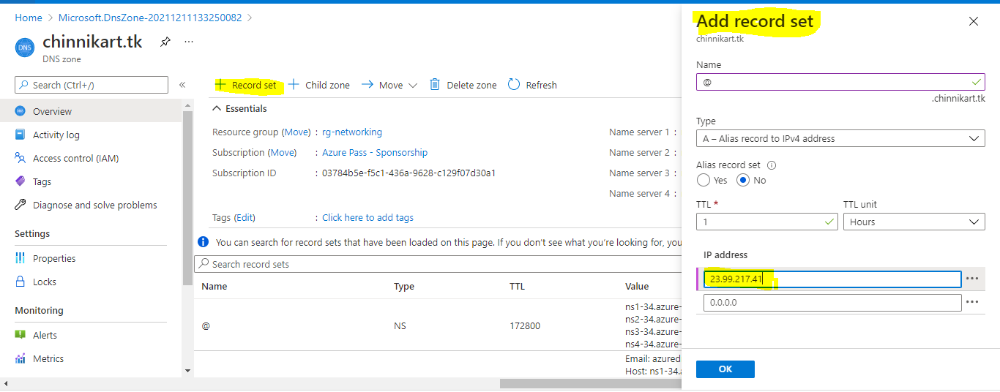 Home > Microsoft.DnsZone-20211211133250082 >
chinnikart.tk
...
DNS zone
Search (Ctrl+/)
«
Overview
Activity log
Access control (IAM)
Tags
Diagnose and solve problems
Settings
Properties
Locks
Monitoring
Alerts
Metrics
+ Record set + Child zone Move Delete zone Refresh
Essentials
Resource group (Move) : rg-networking
Subscription (Move) : Azure Pass - Sponsorship
Subscription ID : 03784b5e-f5c1-436a-9628-c129f07d30a1
Name server 1 :
Name server 2 :
Name server 3 :
Name server 4 :
Tags (Edit) : Click here to add tags
You can search for record sets that have been loaded on this page. If you don't see what you're looking for, you
Search record sets
Name Type TTL Value
@ NS 172800
ns1-34.azure-
ns2-34.azure-
ns3-34.azure-
ns4-34.azure-
Email: azured
Host: ns1-34.a
Add record set
chinnikart.tk
Name
@
.chinnikart.tk
Type
A – Alias record to IPv4 address
Alias record set
Yes No
TTL * TTL unit
1 Hours
IP address
23.99.217.41
0.0.0.0
OK